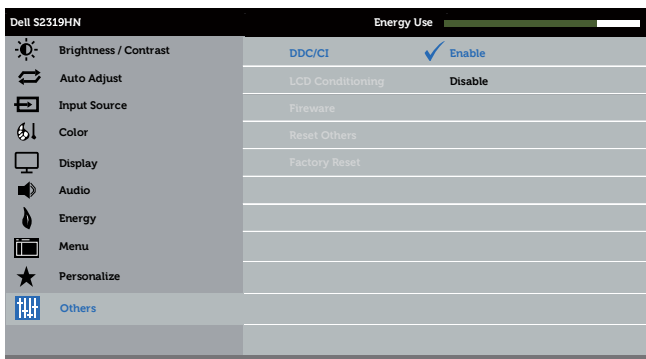 Dell S2319HN Energy Use
Brightness / Contrast DDC/CI Enable
Auto Adjust LCD Conditioning Disable
Input Source Fireware
Color Reset Others
Display Factory Reset
Audio
Energy
Menu
Personalize
Others